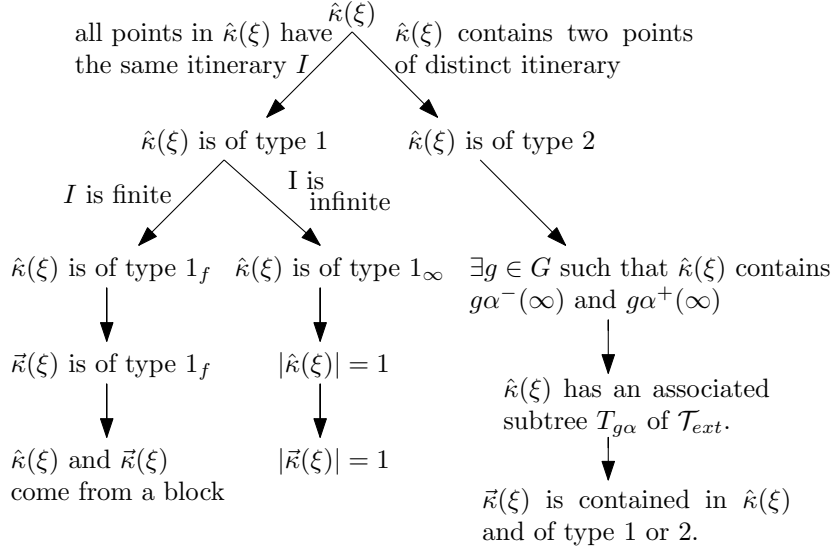 κ̂(ξ)
all points in κ̂(ξ) have
the same itinerary I
κ̂(ξ) contains two points
of distinct itinerary
κ̂(ξ) is of type 1
κ̂(ξ) is of type 2
I is finite
I is
infinite
κ̂(ξ) is of type 1_f
κ̂(ξ) is of type 1_∞
∃g ∈ G such that κ̂(ξ) contains
gα⁻(∞) and gα⁺(∞)
κ⃗(ξ) is of type 1_f
|κ̂(ξ)| = 1
κ̂(ξ) has an associated
subtree T_{gα} of 𝒯_{ext}.
κ̂(ξ) and κ⃗(ξ)
come from a block
|κ⃗(ξ)| = 1
κ⃗(ξ) is contained in κ̂(ξ)
and of type 1 or 2.